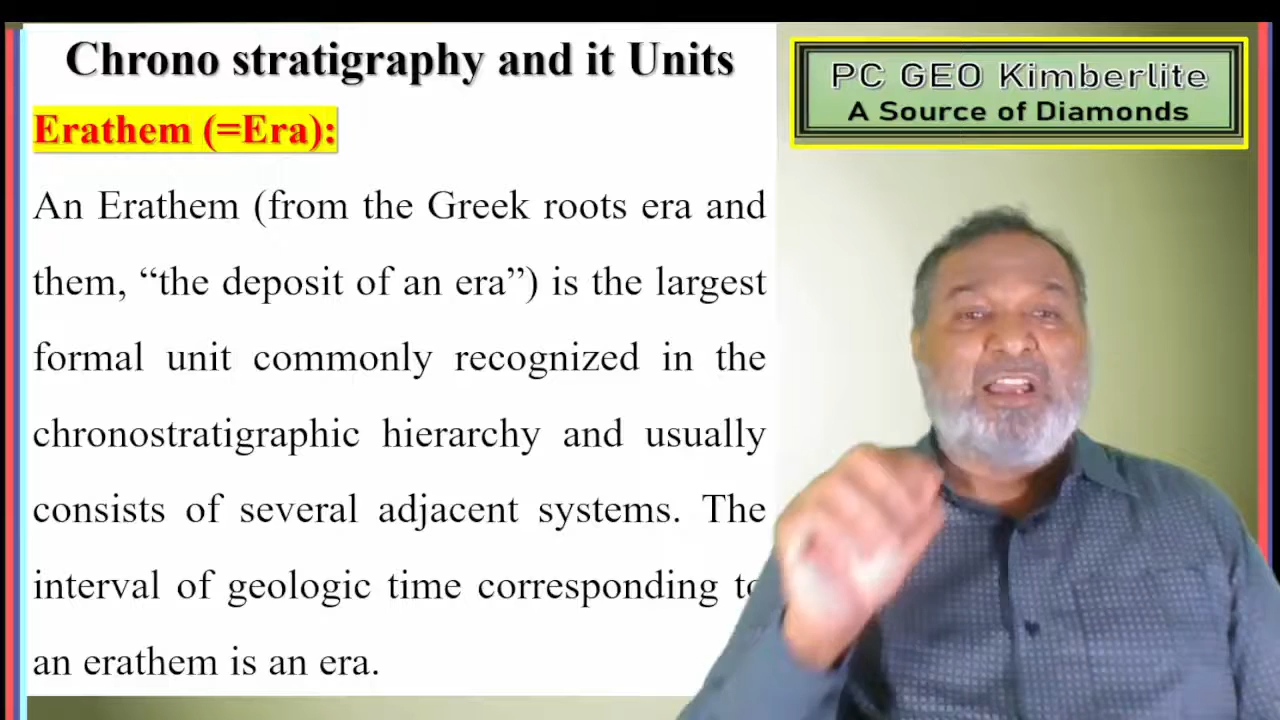 Chrono stratigraphy and it Units
PC GEO Kimberlite
A Source of Diamonds
Erathem (=Era):
An Erathem (from the Greek roots era and
them, “the deposit of an era”) is the largest
formal unit commonly recognized in the
chronostratigraphic hierarchy and usually
consists of several adjacent systems. The
interval of geologic time corresponding to
an erathem is an era.